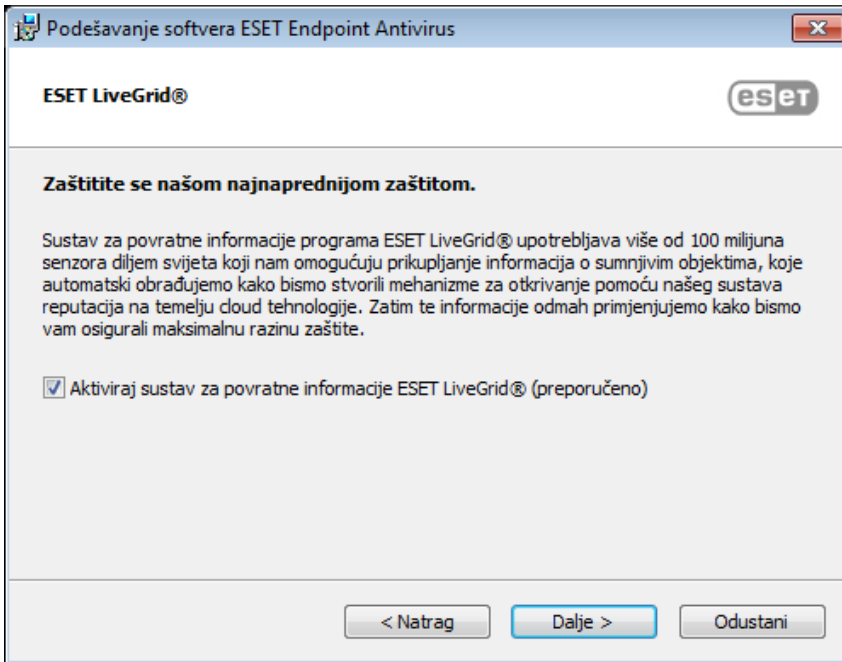 Podešavanje softvera ESET Endpoint Antivirus
ESET LiveGrid®
eseT
Zaštitite se našom najnaprednijom zaštitom.
Sustav za povratne informacije programa ESET LiveGrid® upotrebljava više od 100 milijuna
senzora diljem svijeta koji nam omogućuju prikupljanje informacija o sumnjivim objektima, koje
automatski obrađujemo kako bismo stvorili mehanizme za otkrivanje pomoću našeg sustava
reputacija na temelju cloud tehnologije. Zatim te informacije odmah primjenjujemo kako bismo
vam osigurali maksimalnu razinu zaštite.
Aktiviraj sustav za povratne informacije ESET LiveGrid® (preporučeno)
< Natrag
Dalje >
Odustani